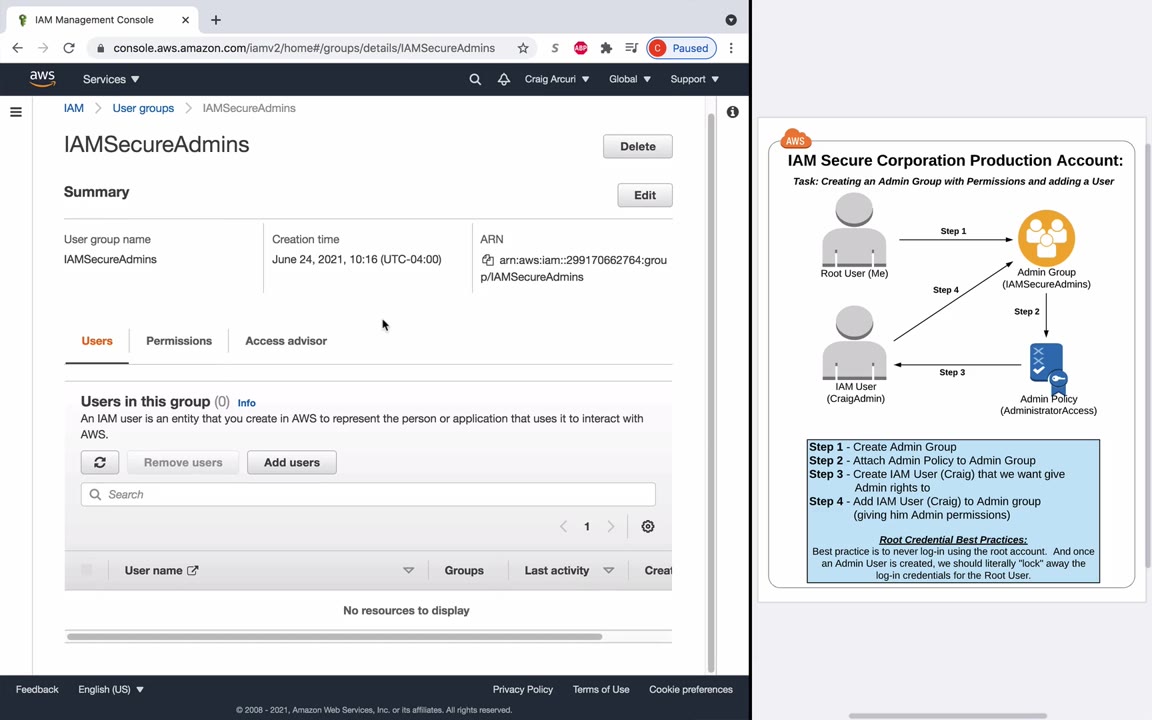 IAM Management Console
console.aws.amazon.com/iamv2/home#/groups/details/IAMSecureAdmins
S
ABP
C
Paused
aws
Services
Craig Arcuri
Global
Support
IAM
User groups
IAMSecureAdmins
IAMSecureAdmins
Delete
Summary
Edit
User group name
IAMSecureAdmins
Creation time
June 24, 2021, 10:16 (UTC-04:00)
ARN
arn:aws:iam::299170662764:grou
p/IAMSecureAdmins
Users
Permissions
Access advisor
Users in this group (0) Info
An IAM user is an entity that you create in AWS to represent the person or application that uses it to interact with
AWS.
Remove users
Add users
Search
1
User name
Groups
Last activity
Creat
No resources to display
Feedback
English (US)
Privacy Policy
Terms of Use
Cookie preferences
© 2008 - 2021, Amazon Web Services, Inc. or its affiliates. All rights reserved.
AWS
IAM Secure Corporation Production Account:
Task: Creating an Admin Group with Permissions and adding a User
Step 1
Root User (Me)
Admin Group
(IAMSecureAdmins)
Step 4
Step 2
Step 3
IAM User
(CraigAdmin)
Admin Policy
(AdministratorAccess)
Step 1 - Create Admin Group
Step 2 - Attach Admin Policy to Admin Group
Step 3 - Create IAM User (Craig) that we want give
Admin rights to
Step 4 - Add IAM User (Craig) to Admin group
(giving him Admin permissions)
Root Credential Best Practices:
Best practice is to never log-in using the root account. And once
an Admin User is created, we should literally "lock" away the
log-in credentials for the Root User.